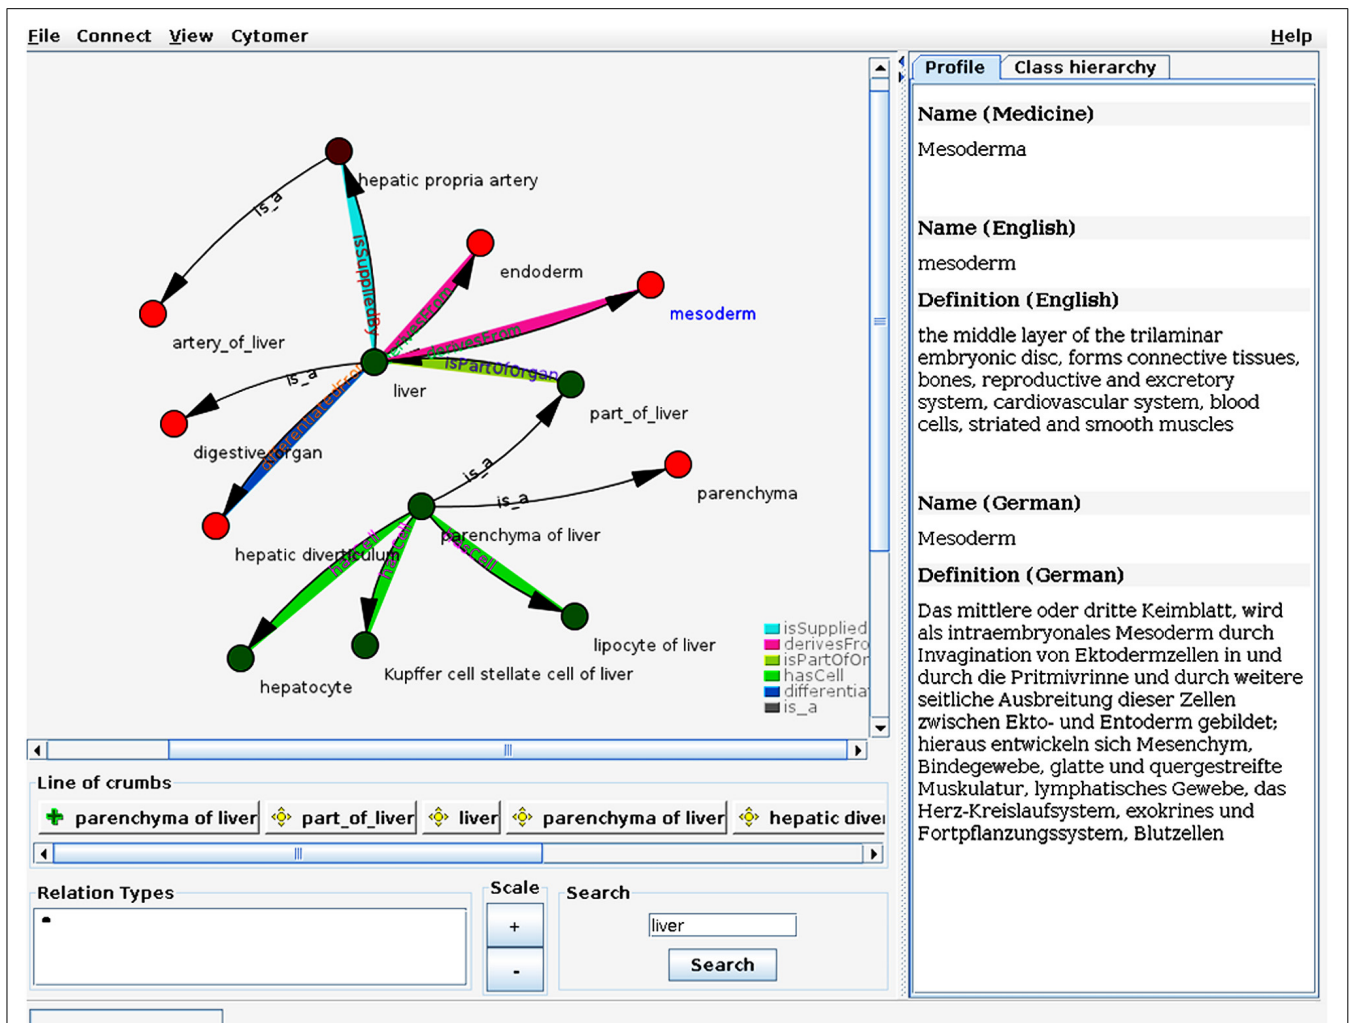 File Connect View Cytomer Help
Profile Class hierarchy
hepatic propria artery
is_a
isSuppliedBy
endoderm
mesoderm
derivesFrom
artery_of_liver
is_a
isPartOfOrgan
liver
part_of_liver
digestive organ
is_a
parenchyma
is_a
parenchyma of liver
hepatic diverticulum
hasCell
hasCell
lipocyte of liver
Kupffer cell stellate cell of liver
hepatocyte
isSupplied
derivesFro
isPartOfOr
hasCell
differentia
is_a
Name (Medicine)
Mesoderma
Name (English)
mesoderm
Definition (English)
the middle layer of the trilaminar
embryonic disc, forms connective tissues,
bones, reproductive and excretory
system, cardiovascular system, blood
cells, striated and smooth muscles
Name (German)
Mesoderm
Definition (German)
Das mittlere oder dritte Keimblatt, wird
als intraembryonales Mesoderm durch
Invagination von Ektodermzellen in und
durch die Pritmivrinne und durch weitere
seitliche Ausbreitung dieser Zellen
zwischen Ekto- und Entoderm gebildet;
hieraus entwickeln sich Mesenchym,
Bindegewebe, glatte und quergestreifte
Muskulatur, lymphatisches Gewebe, das
Herz-Kreislaufsystem, exokrines und
Fortpflanzungssystem, Blutzellen
Line of crumbs
parenchyma of liver part_of_liver liver parenchyma of liver hepatic diver
Relation Types
Scale
+
-
Search
liver
Search